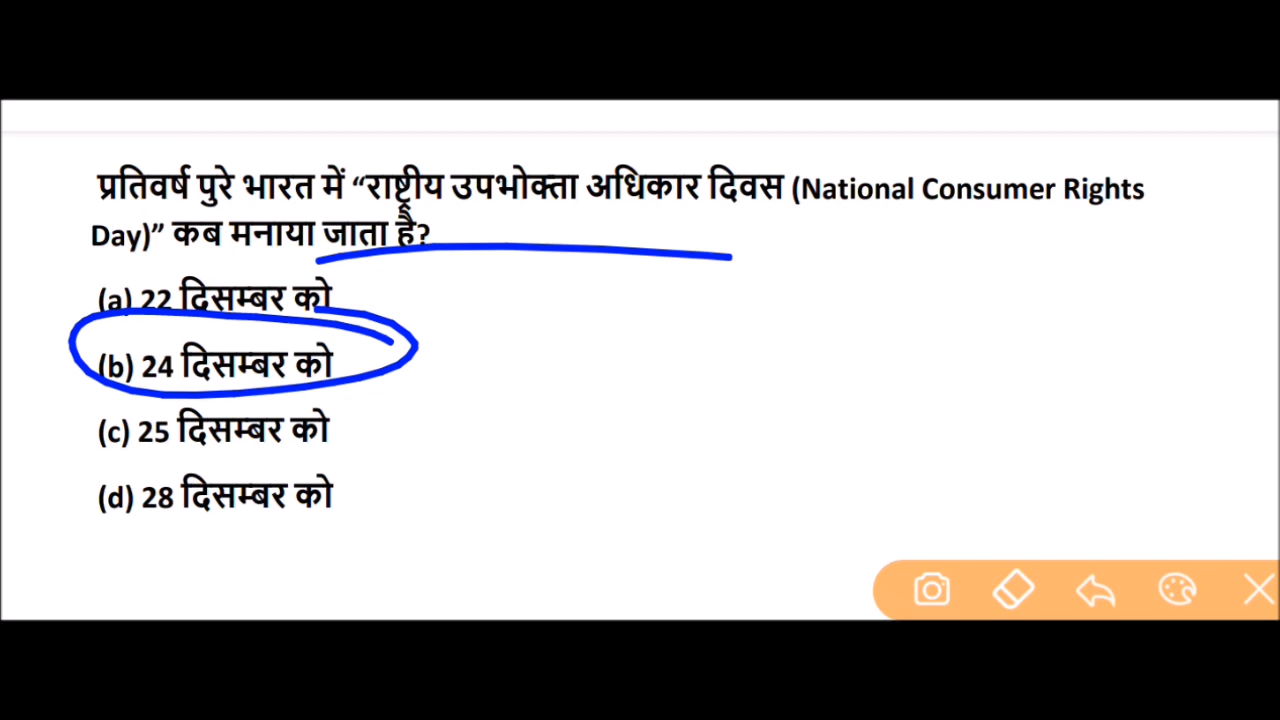 प्रतिवर्ष पुरे भारत में “राष्ट्रीय उपभोक्ता अधिकार दिवस (National Consumer Rights
Day)” कब मनाया जाता है?
(a) 22 दिसम्बर को
(b) 24 दिसम्बर को
(c) 25 दिसम्बर को
(d) 28 दिसम्बर को